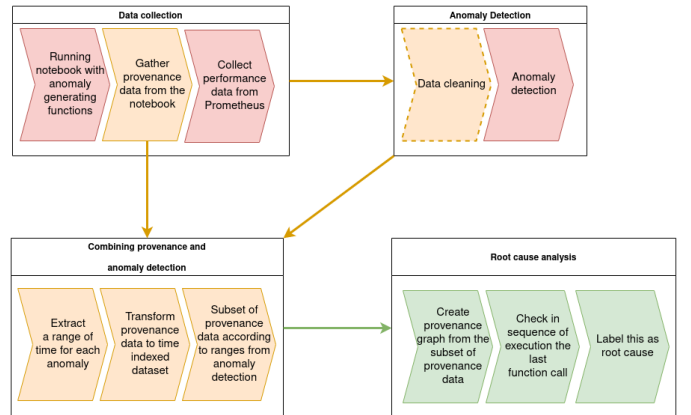 Data collection
Running
notebook with
anomaly
generating
functions
Gather
provenance
data from the
notebook
Collect
performance
data from
Prometheus
Anomaly Detection
Data cleaning
Anomaly
detection
Combining provenance and
anomaly detection
Extract
a range of
time for each
anomaly
Transform
provenance
data to time
indexed
dataset
Subset of
provenance
data according
to ranges from
anomaly
detection
Root cause analysis
Create
provenance
graph from the
subset of
provenance
data
Check in
sequence of
execution the
last
function call
Label this as
root cause